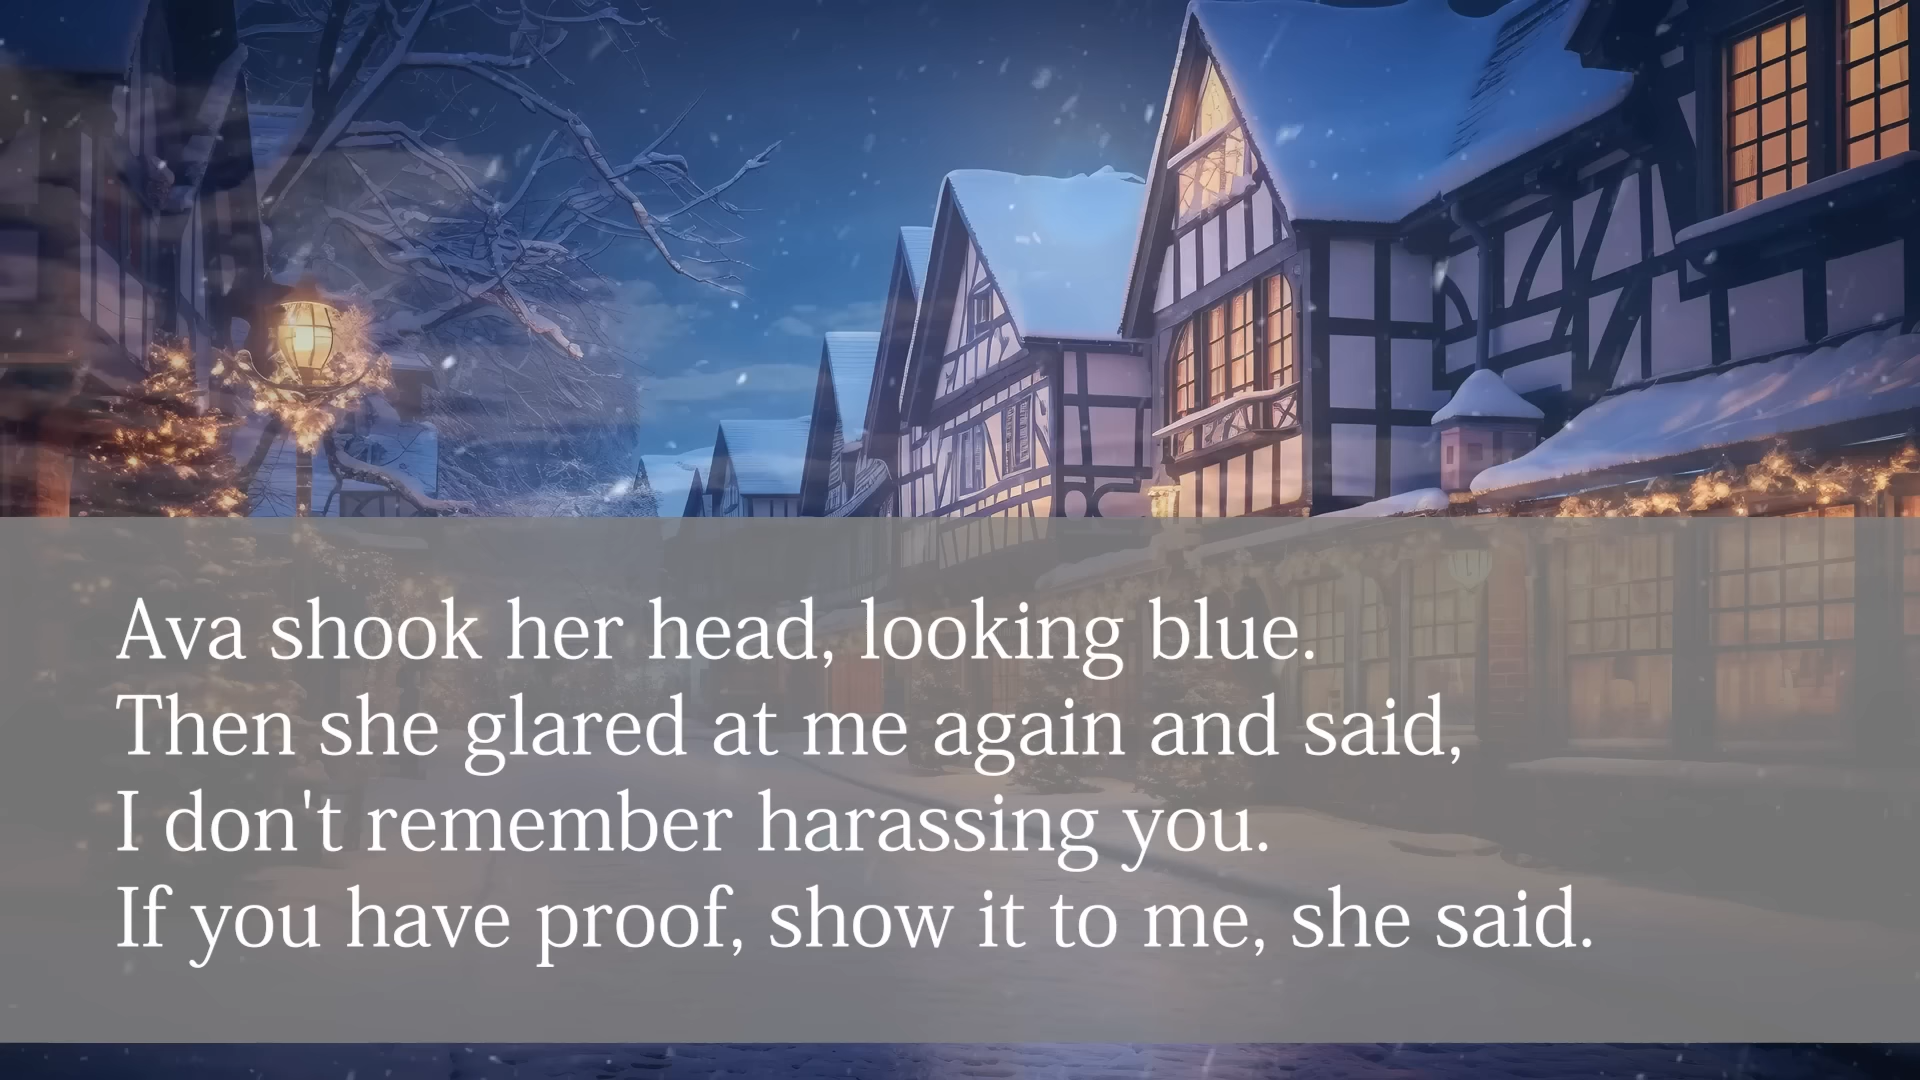 Ava shook her head, looking blue.
Then she glared at me again and said,
I don't remember harassing you.
If you have proof, show it to me, she said.